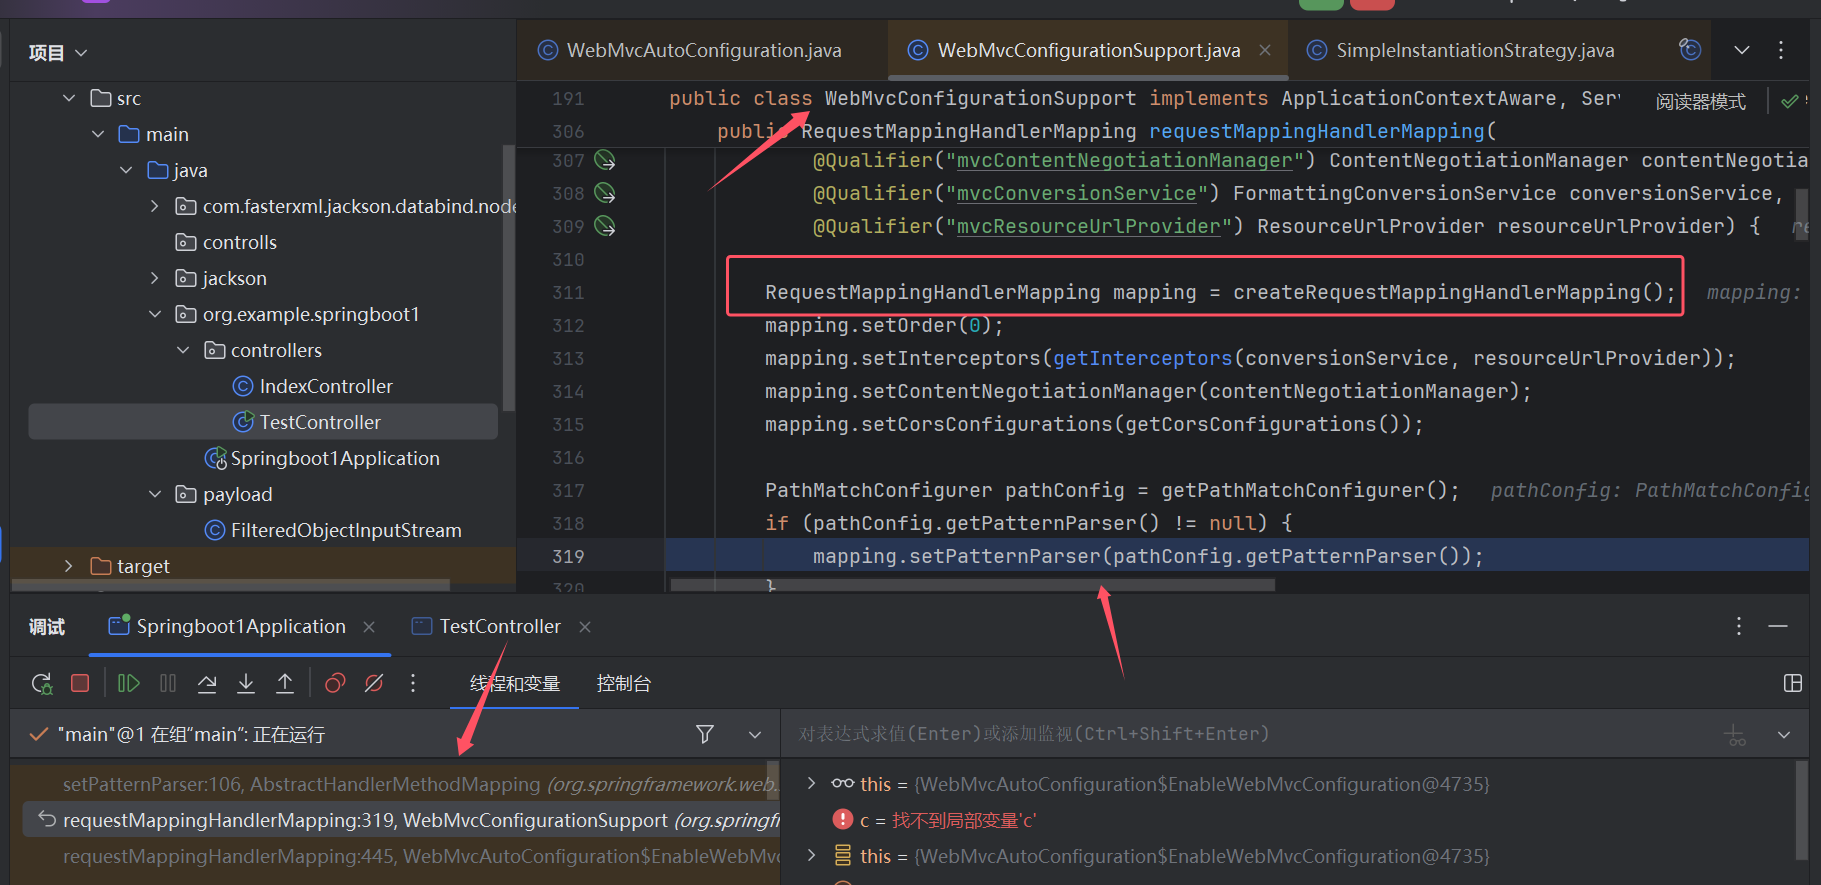 项目
src
main
java
com.fasterxml.jackson.databind.node
controlls
jackson
org.example.springboot1
controllers
IndexController
TestController
Springboot1Application
payload
FilteredObjectInputStream
target
WebMvcAutoConfiguration.java
WebMvcConfigurationSupport.java
SimpleInstantiationStrategy.java
191 public class WebMvcConfigurationSupport implements ApplicationContextAware, Ser
阅读器模式
306 public RequestMappingHandlerMapping requestMappingHandlerMapping(
307 @Qualifier("mvcContentNegotiationManager") ContentNegotiationManager contentNegotia
308 @Qualifier("mvcConversionService") FormattingConversionService conversionService,
309 @Qualifier("mvcResourceUrlProvider") ResourceUrlProvider resourceUrlProvider) { re
310
311 RequestMappingHandlerMapping mapping = createRequestMappingHandlerMapping(); mapping:
312 mapping.setOrder(0);
313 mapping.setInterceptors(getInterceptors(conversionService, resourceUrlProvider));
314 mapping.setContentNegotiationManager(contentNegotiationManager);
315 mapping.setCorsConfigurations(getCorsConfigurations());
316
317 PathMatchConfigurer pathConfig = getPathMatchConfigurer(); pathConfig: PathMatchConfig
318 if (pathConfig.getPatternParser() != null) {
319 mapping.setPatternParser(pathConfig.getPatternParser());
320 }
调试
Springboot1Application
TestController
线程和变量
控制台
"main"@1 在组“main”: 正在运行
对表达式求值(Enter)或添加监视(Ctrl+Shift+Enter)
setPatternParser:106, AbstractHandlerMethodMapping (org.springframework.web.
requestMappingHandlerMapping:319, WebMvcConfigurationSupport (org.springf
requestMappingHandlerMapping:445, WebMvcAutoConfiguration$EnableWebMvc
this = {WebMvcAutoConfiguration$EnableWebMvcConfiguration@4735}
c = 找不到局部变量'c'
this = {WebMvcAutoConfiguration$EnableWebMvcConfiguration@4735}